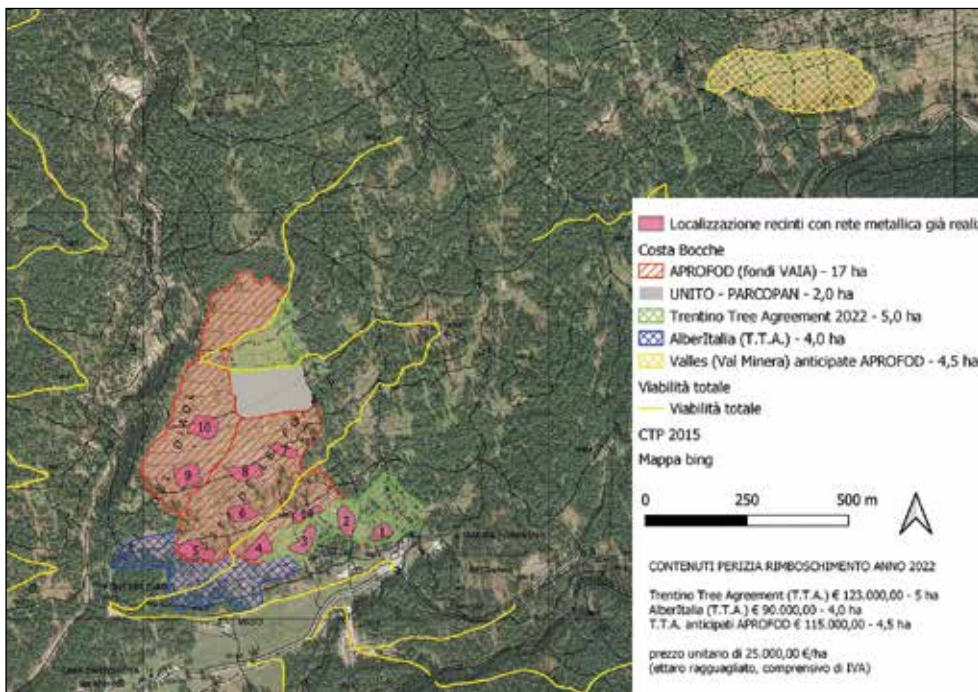 Localizzazione recinti con rete metallica già realiz
Costa Bocche
APROFOD (fondi VAIA) - 17 ha
UNITO - PARCOPAN - 2,0 ha
Trentino Tree Agreement 2022 - 5,0 ha
AlberItalia (T.T.A.) - 4,0 ha
Valles (Val Minera) anticipate APROFOD - 4,5 ha
Viabilità totale
Viabilità totale
CTP 2015
Mappa bing
0 250 500 m
CONTENUTI PERIZIA RIMBOSCHIMENTO ANNO 2022
Trentino Tree Agreement (T.T.A.) € 123.000,00 - 5 ha
AlberItalia (T.T.A.) € 90.000,00 - 4,0 ha
T.T.A. anticipati APROFOD € 115.000,00 - 4,5 ha
prezzo unitario di 25.000,00 €/ha
(ettaro ragguagliato, comprensivo di IVA)
10
7
9
8
6
2
1
3
5
4